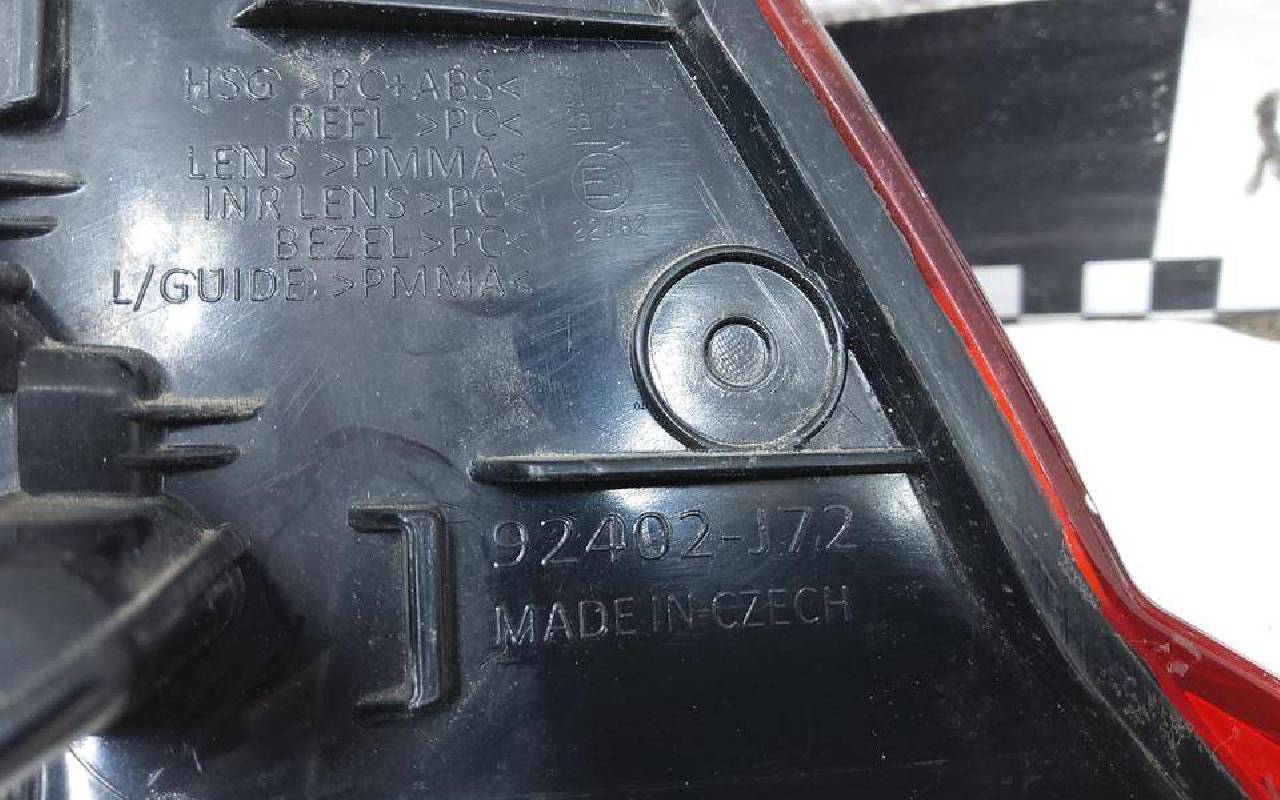 HSG >PC+ABS<
REFL >PC<
LENS >PMMA<
INR LENS >PC<
BEZEL >PC<
L/GUIDE >PMMA<
92402-J72
MADE IN CZECH